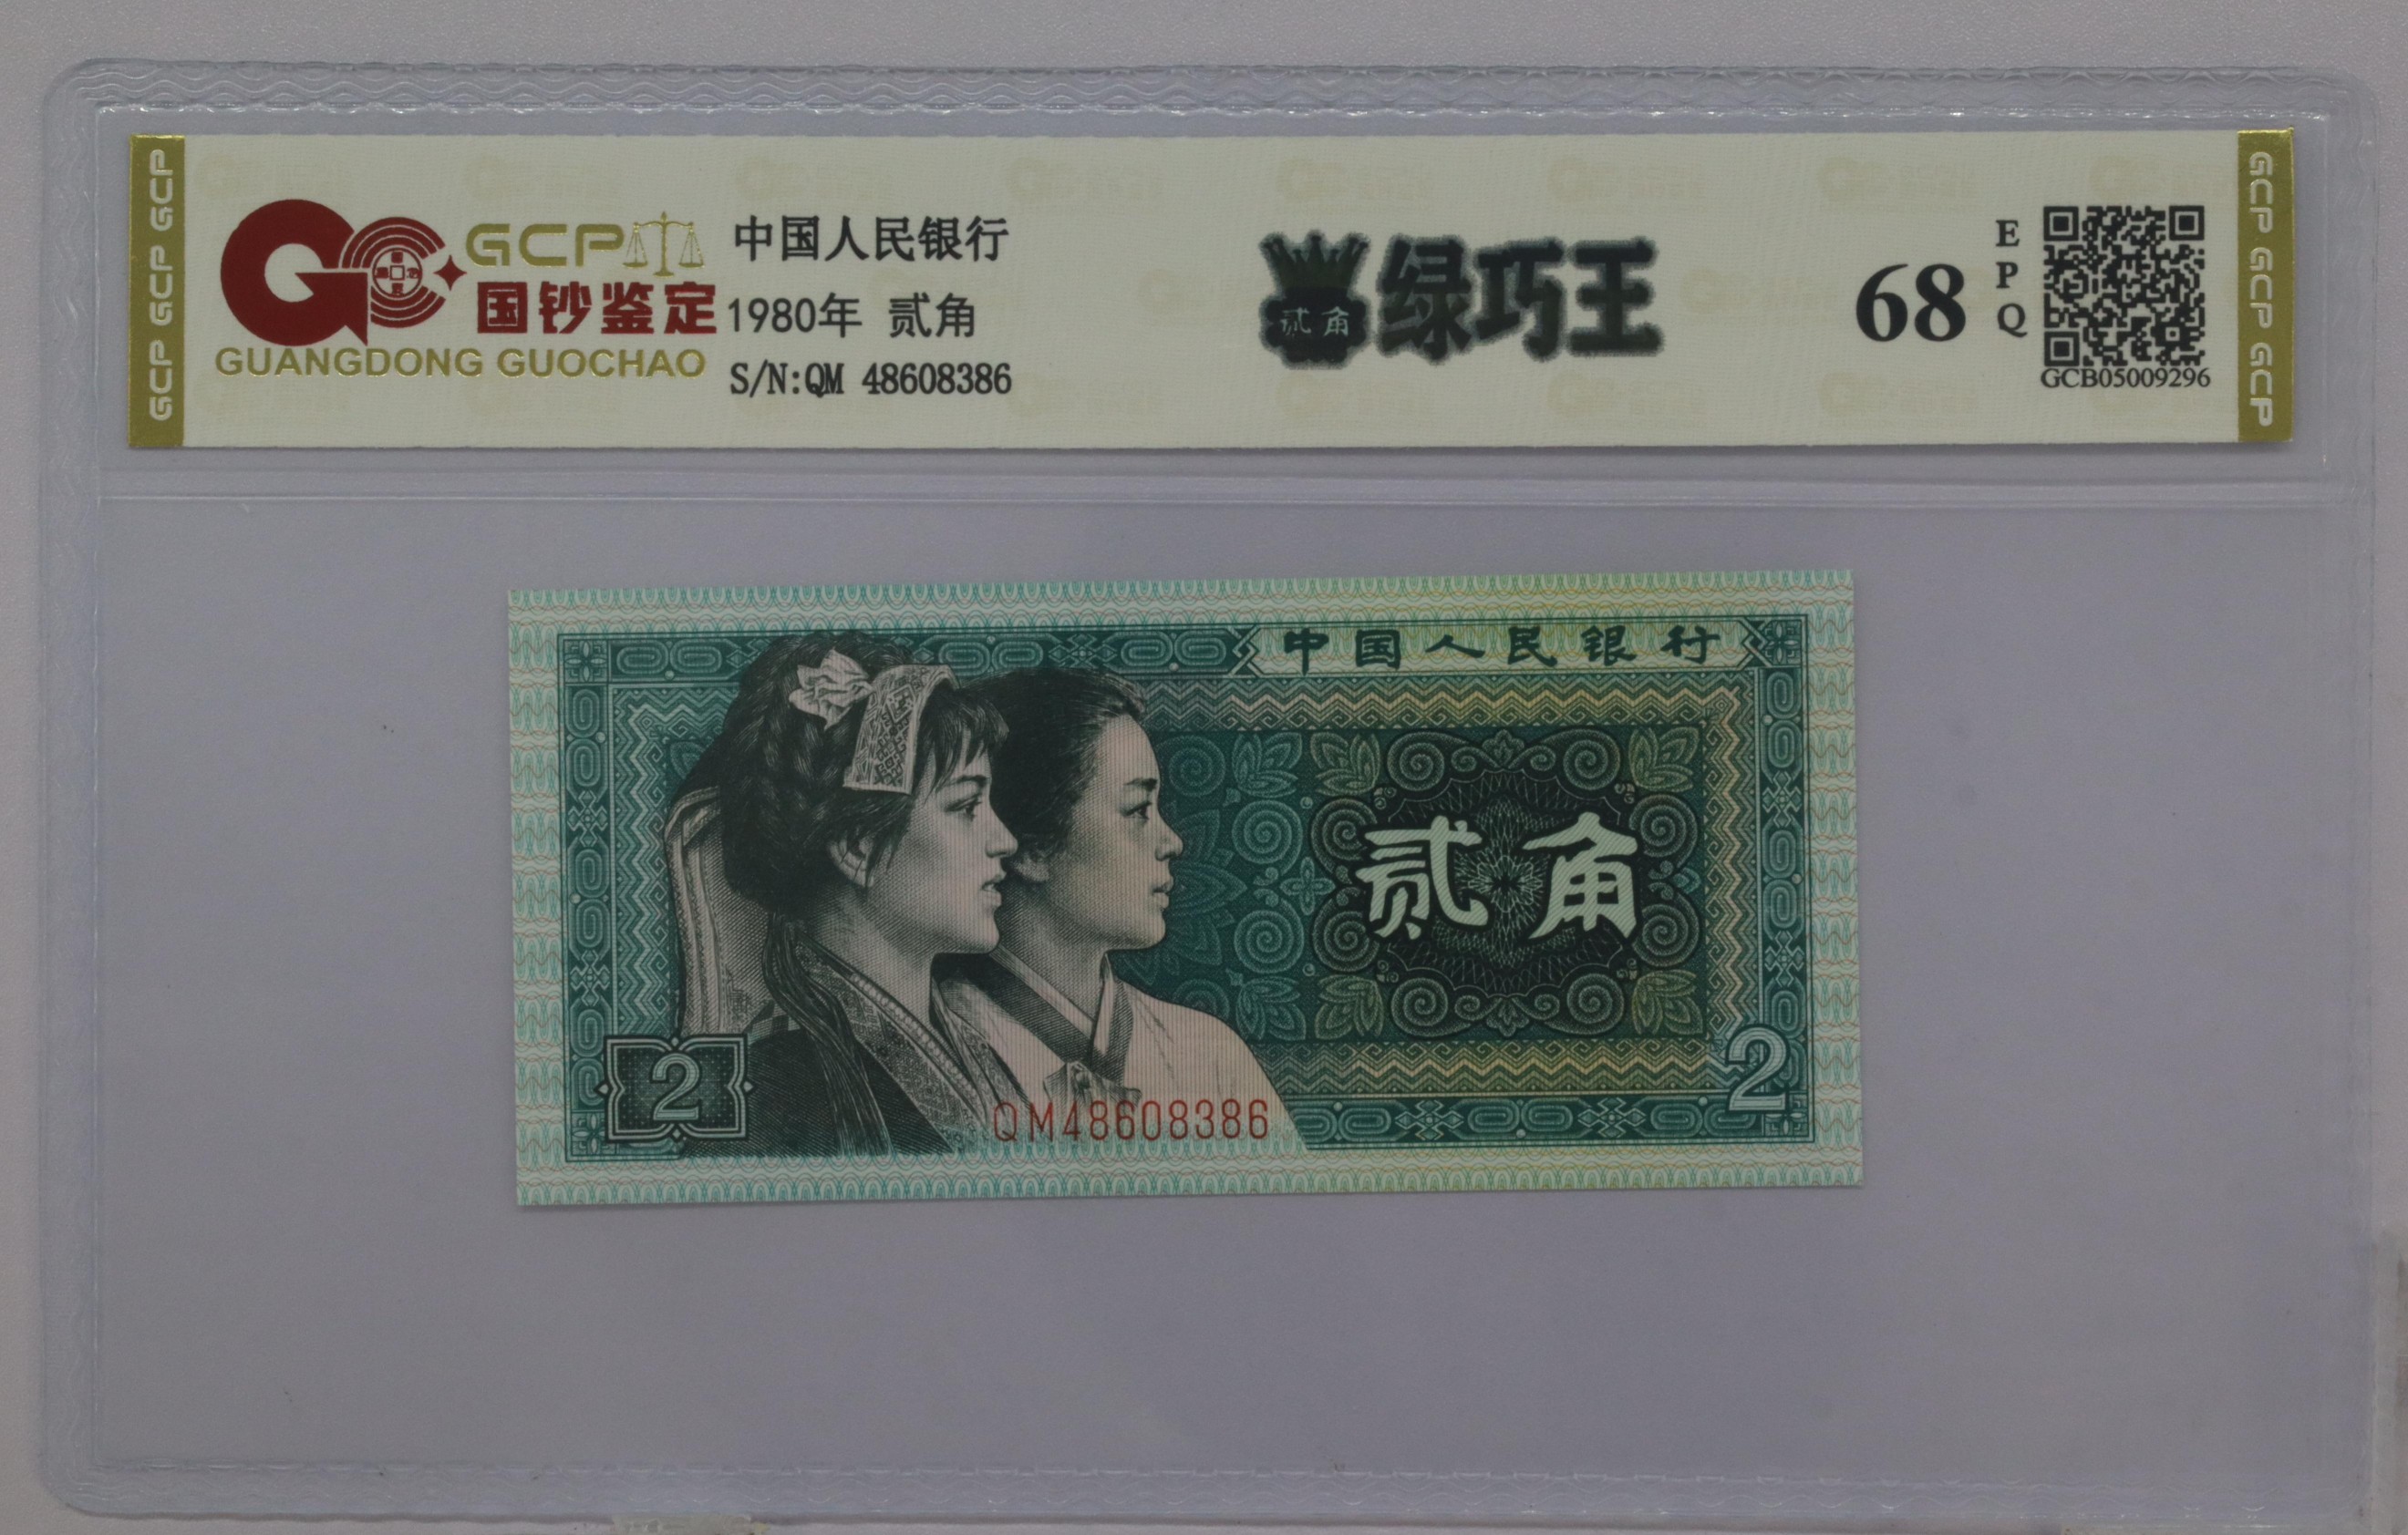 GCP GCP GCP
GCP
国钞鉴定
GUANGDONG GUOCHAO
中国人民银行
1980年 贰角
S/N:QM 48608386
贰角
绿巧王
68
EPQ
GCB05009296
GCP GCP GCP
中国人民银行
贰角
2
QM48608386
2